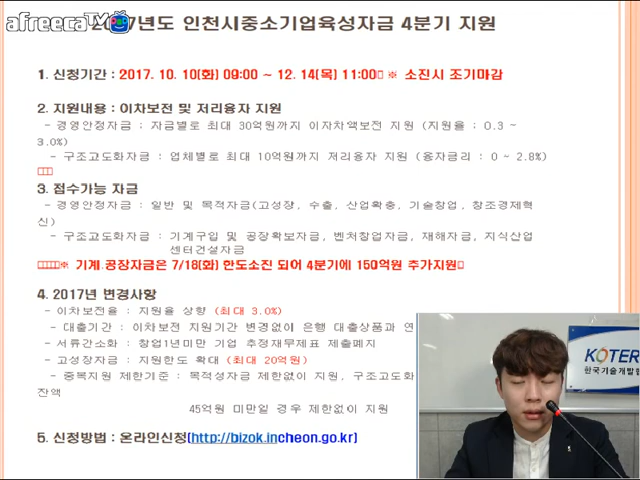 afreecaTV
2017년도 인천시중소기업육성자금 4분기 지원
1. 신청기간 : 2017. 10. 10(화) 09:00 ~ 12. 14(목) 11:00 ※ 소진시 조기마감
2. 지원내용 : 이차보전 및 저리융자 지원
- 경영안정자금 : 자금별로 최대 30억원까지 이자차액보전 지원 (지원율 : 0.3 ~
3.0%)
- 구조고도화자금 : 업체별로 최대 10억원까지 저리융자 지원 (융자금리 : 0 ~ 2.8%)
3. 접수가능 자금
- 경영안정자금 : 일반 및 목적자금(고성장, 수출, 산업확충, 기술창업, 창조경제혁
신)
- 구조고도화자금 : 기계구입 및 공장확보자금, 벤처창업자금, 재해자금, 지식산업
센터건설자금
※ 기계.공장자금은 7/18(화) 한도소진 되어 4분기에 150억원 추가지원
4. 2017년 변경사항
- 이차보전율 : 지원율 상향 (최대 3.0%)
- 대출기간 : 이차보전 지원기간 변경없이 은행 대출상품과 연
- 서류간소화 : 창업1년미만 기업 추정재무제표 제출폐지
- 고성장자금 : 지원한도 확대 (최대 20억원)
- 중복지원 제한기준 : 목적성자금 제한없이 지원, 구조고도화
잔액
45억원 미만일 경우 제한없이 지원
5. 신청방법 : 온라인신청(http://bizok.incheon.go.kr)
KOTER
한국기술개발협